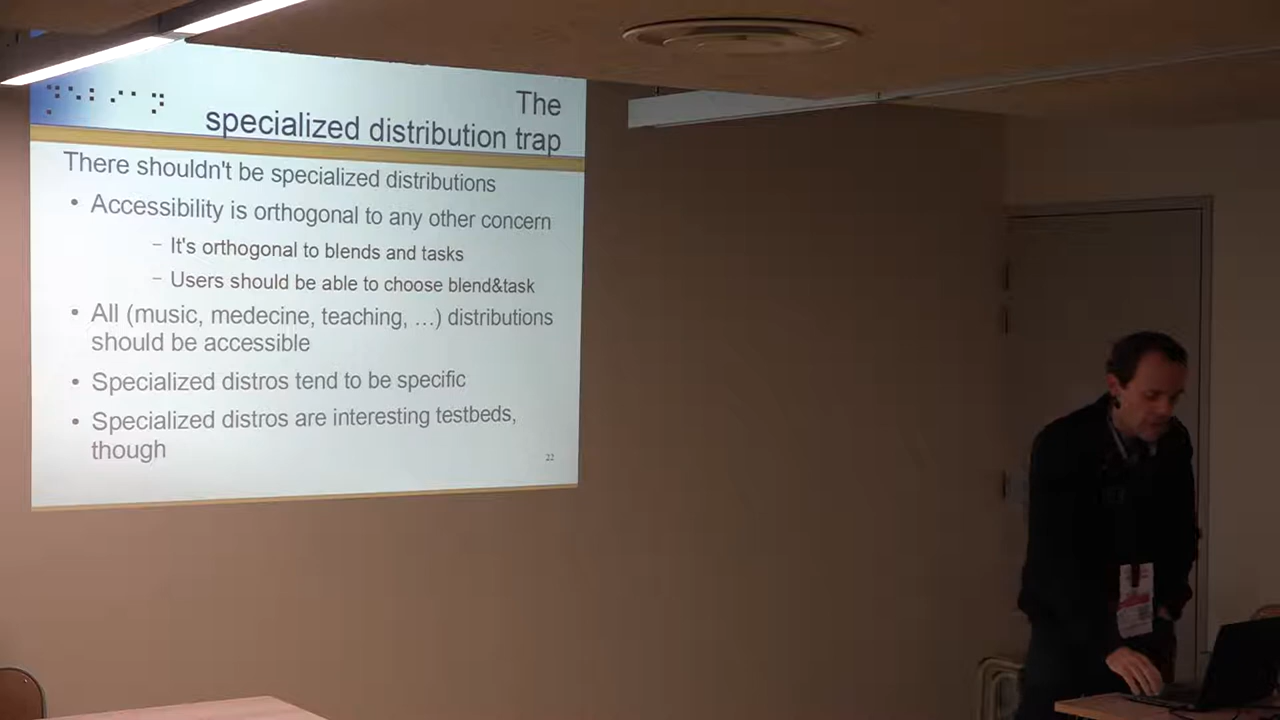 The
specialized distribution trap
There shouldn't be specialized distributions
• Accessibility is orthogonal to any other concern
– It's orthogonal to blends and tasks
– Users should be able to choose blend&task
• All (music, medecine, teaching, …) distributions
should be accessible
• Specialized distros tend to be specific
• Specialized distros are interesting testbeds,
though
22